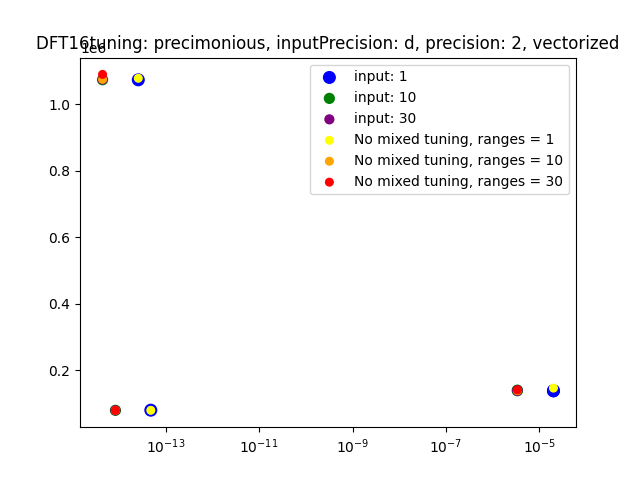 DFT16tuning: precimonious, inputPrecision: d, precision: 2, vectorized
1e6
input: 1
input: 10
input: 30
No mixed tuning, ranges = 1
No mixed tuning, ranges = 10
No mixed tuning, ranges = 30
1.0
0.8
0.6
0.4
0.2
10⁻¹³ 10⁻¹¹ 10⁻⁹ 10⁻⁷ 10⁻⁵